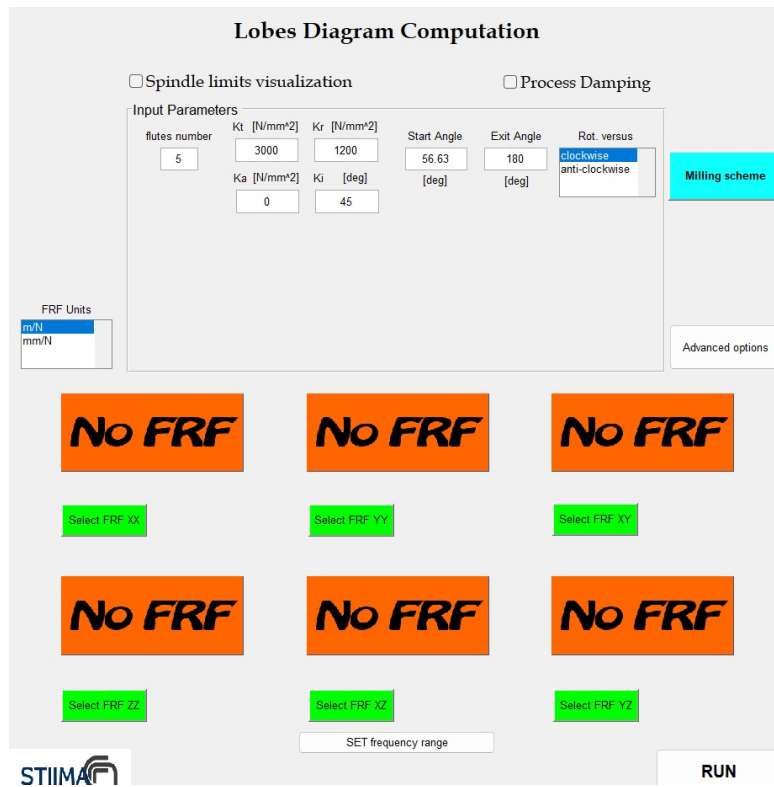 Lobes Diagram Computation
Spindle limits visualization
Process Damping
Input Parameters
flutes number
5
Kt [N/mm^2]
3000
Kr [N/mm^2]
1200
Start Angle
56.63
[deg]
Exit Angle
180
[deg]
Rot. versus
clockwise
anti-clockwise
Ka [N/mm^2]
0
Ki [deg]
45
Milling scheme
FRF Units
m/N
mm/N
Advanced options
No FRF
No FRF
No FRF
Select FRF XX
Select FRF YY
Select FRF XY
No FRF
No FRF
No FRF
Select FRF ZZ
Select FRF XZ
Select FRF YZ
SET frequency range
STIIMA
RUN